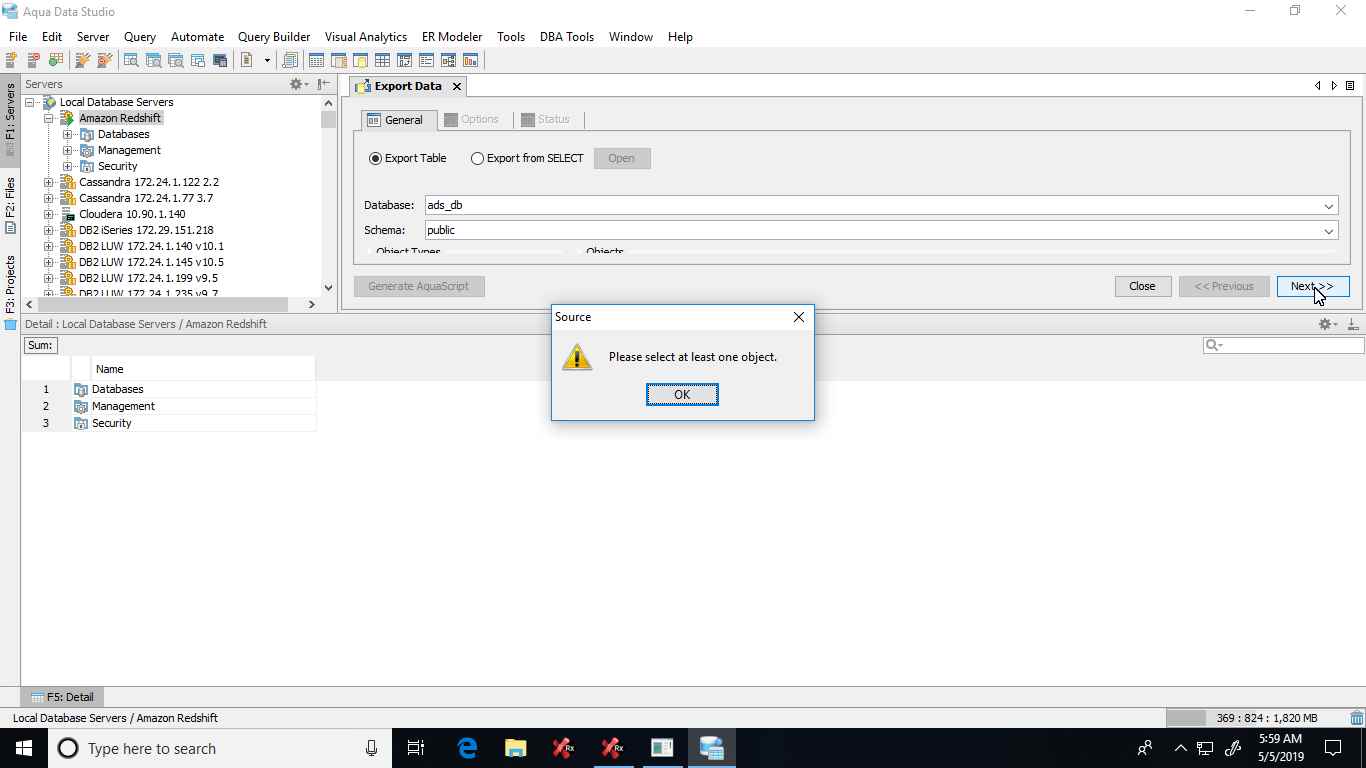 Aqua Data Studio
File Edit Server Query Automate Query Builder Visual Analytics ER Modeler Tools DBA Tools Window Help
F1: Servers
F2: Files
F3: Projects
Servers
Local Database Servers
Amazon Redshift
Databases
Management
Security
Cassandra 172.24.1.122 2.2
Cassandra 172.24.1.77 3.7
Cloudera 10.90.1.140
DB2 iSeries 172.29.151.218
DB2 LUW 172.24.1.140 v10.1
DB2 LUW 172.24.1.145 v10.5
DB2 LUW 172.24.1.199 v9.5
DB2 LUW 172.24.1.235 v9.7
Export Data
General Options Status
Export Table Export from SELECT Open
Database: ads_db
Schema: public
Object Types Objects
Generate AquaScript Close << Previous Next >>
Detail : Local Database Servers / Amazon Redshift
Sum:
Name
1 Databases
2 Management
3 Security
Source
Please select at least one object.
OK
F5: Detail
Local Database Servers / Amazon Redshift 369 : 824 : 1,820 MB
Type here to search
Rx
Rx
5:59 AM
5/5/2019